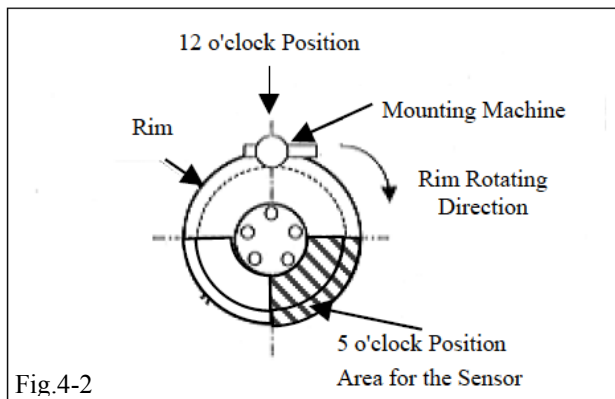 12 o'clock Position
Mounting Machine
Rim
Rim Rotating
Direction
5 o'clock Position
Area for the Sensor
Fig.4-2